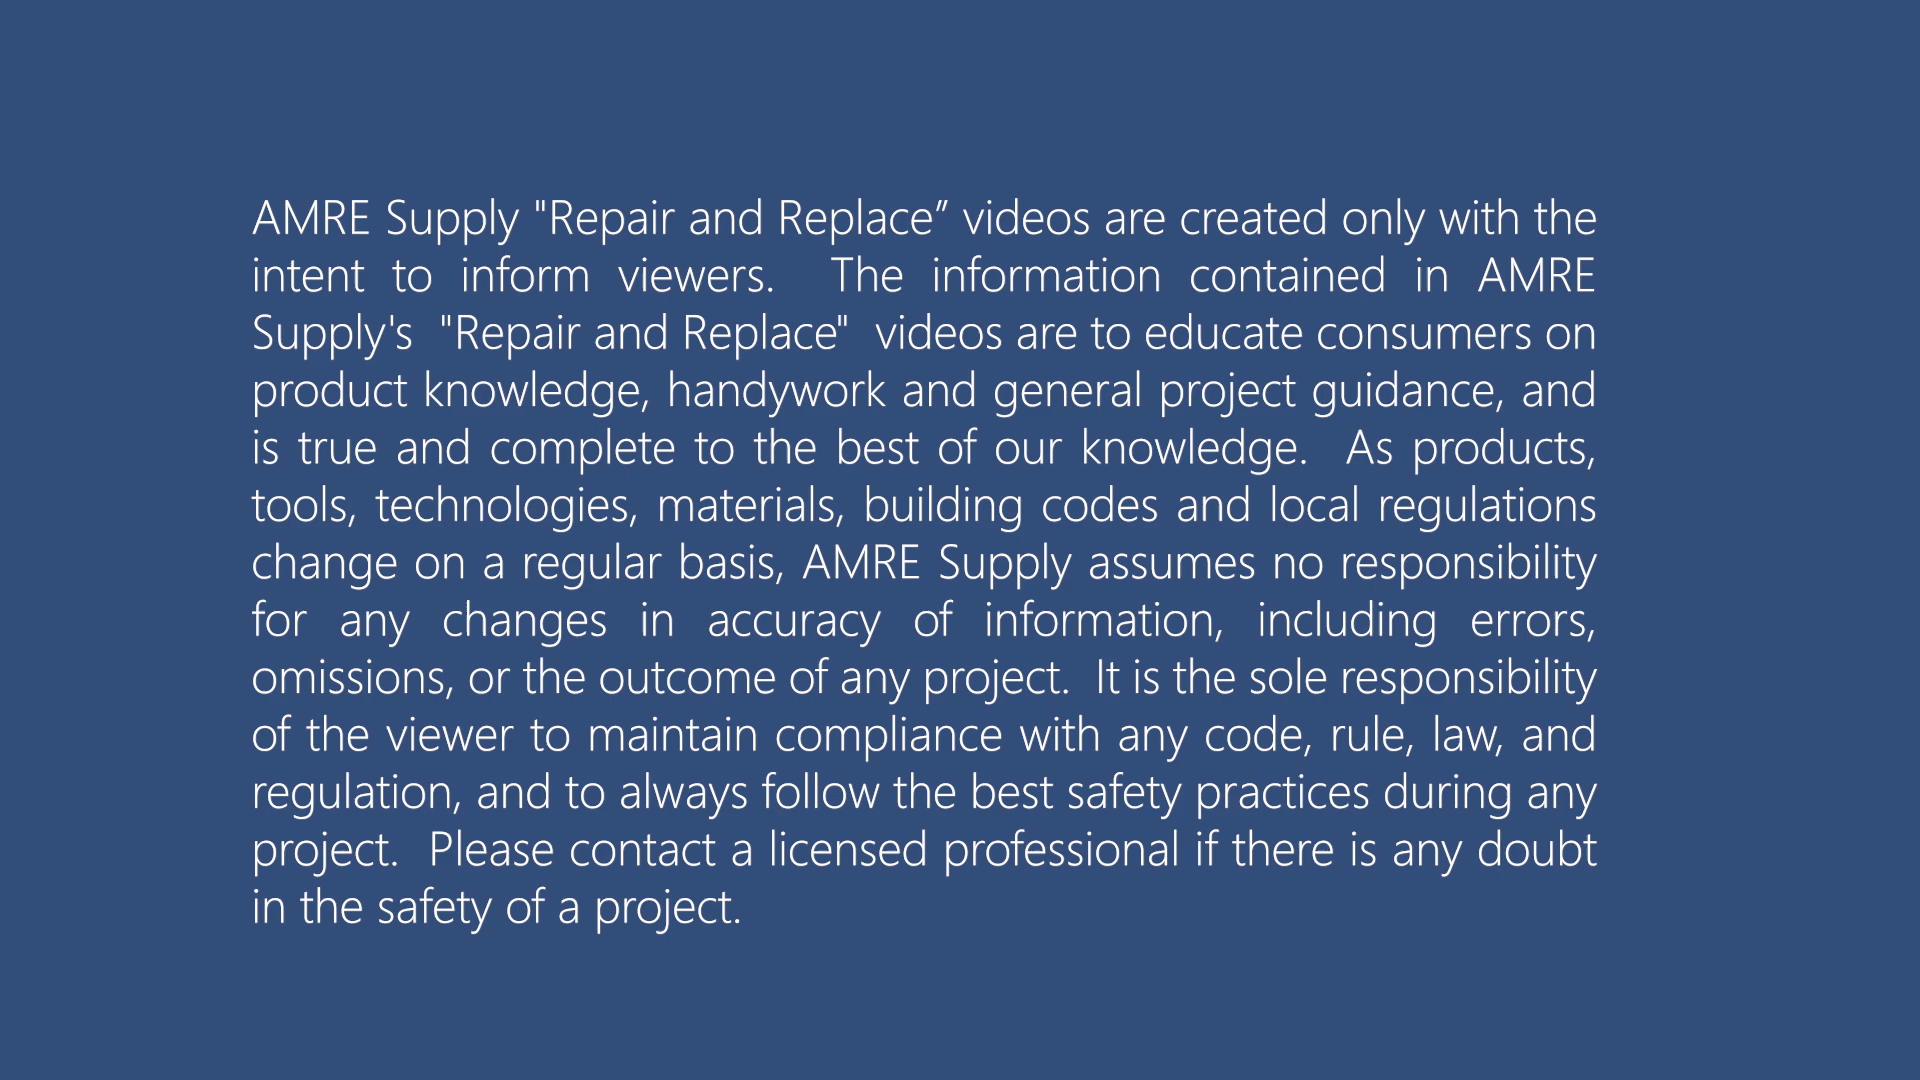 AMRE Supply "Repair and Replace” videos are created only with the
intent to inform viewers.  The information contained in AMRE
Supply's  "Repair and Replace"  videos are to educate consumers on
product knowledge, handywork and general project guidance, and
is true and complete to the best of our knowledge.  As products,
tools, technologies, materials, building codes and local regulations
change on a regular basis, AMRE Supply assumes no responsibility
for any changes in accuracy of information, including errors,
omissions, or the outcome of any project.  It is the sole responsibility
of the viewer to maintain compliance with any code, rule, law, and
regulation, and to always follow the best safety practices during any
project.  Please contact a licensed professional if there is any doubt
in the safety of a project.